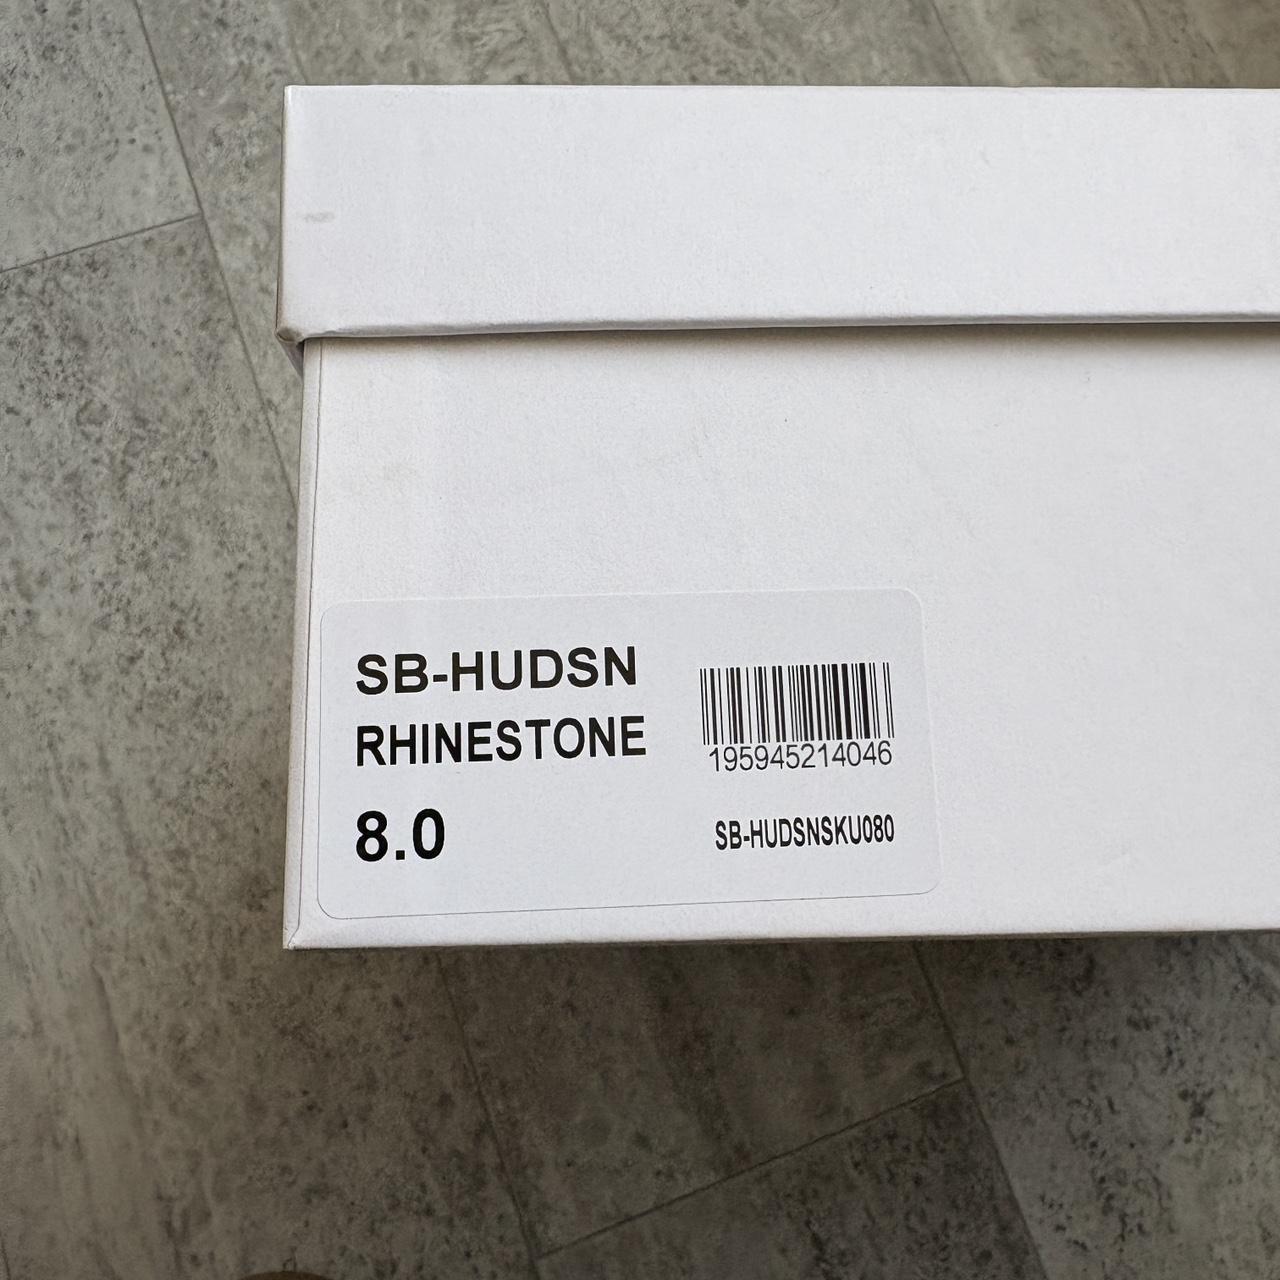 SB-HUDSN
RHINESTONE
8.0
195945214046
SB-HUDSNSKU080